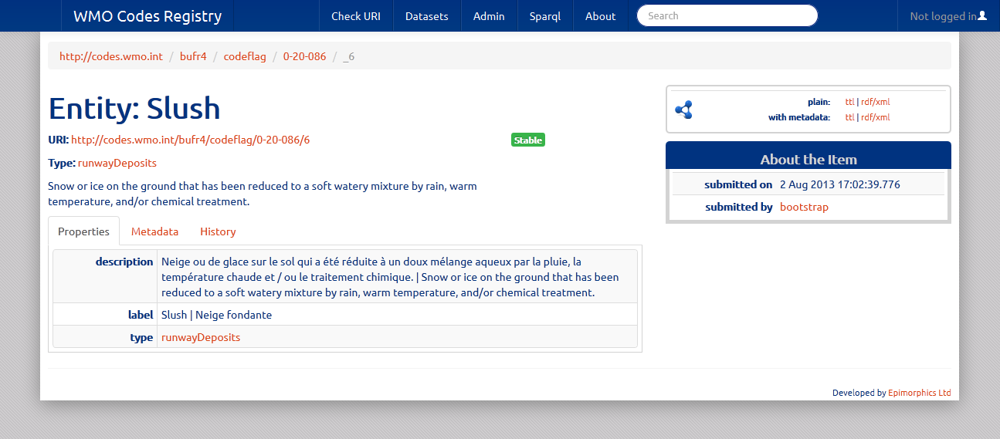 WMO Codes Registry Check URI Datasets Admin Sparql About Search Not logged in
http://codes.wmo.int / bufr4 / codeflag / 0-20-086 / _6
Entity: Slush
URI: http://codes.wmo.int/bufr4/codeflag/0-20-086/6 Stable
Type: runwayDeposits
Snow or ice on the ground that has been reduced to a soft watery mixture by rain, warm
temperature, and/or chemical treatment.
Properties Metadata History
description Neige ou de glace sur le sol qui a été réduite à un doux mélange aqueux par la pluie, la
température chaude et / ou le traitement chimique. | Snow or ice on the ground that has been
reduced to a soft watery mixture by rain, warm temperature, and/or chemical treatment.
label Slush | Neige fondante
type runwayDeposits
plain: ttl | rdf/xml
with metadata: ttl | rdf/xml
About the Item
submitted on 2 Aug 2013 17:02:39.776
submitted by bootstrap
Developed by Epimorphics Ltd